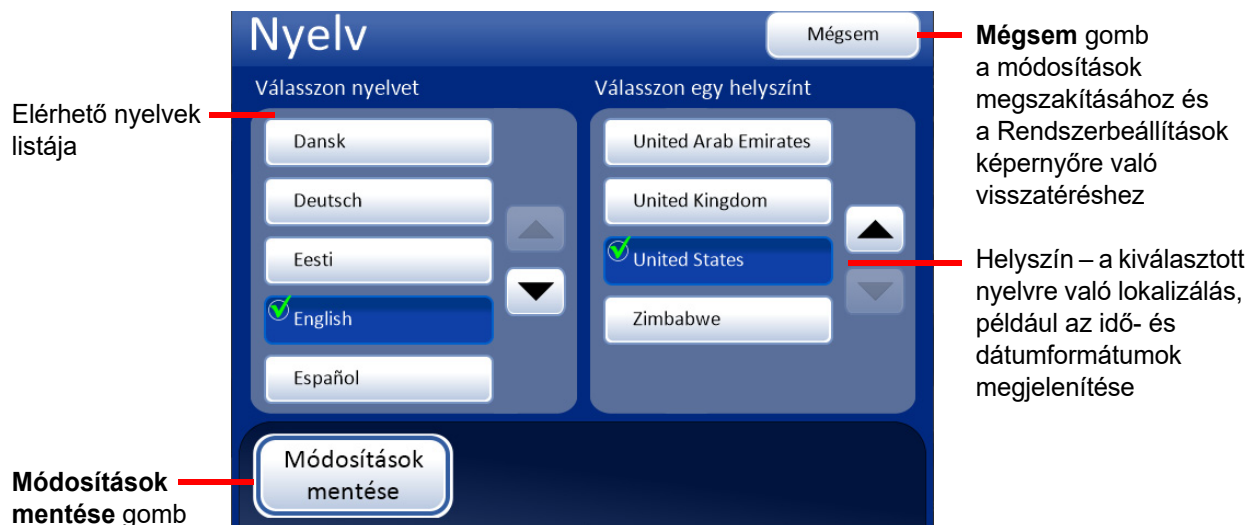 Nyelv
Mégsem
Válasszon nyelvet
Válasszon egy helyszínt
Dansk
Deutsch
Eesti
English
Español
United Arab Emirates
United Kingdom
United States
Zimbabwe
Módosítások
mentése
Elérhető nyelvek
listája
Módosítások
mentése gomb
Mégsem gomb
a módosítások
megszakításához és
a Rendszerbeállítások
képernyőre való
visszatéréshez
Helyszín – a kiválasztott
nyelvre való lokalizálás,
például az idő- és
dátumformátumok
megjelenítése